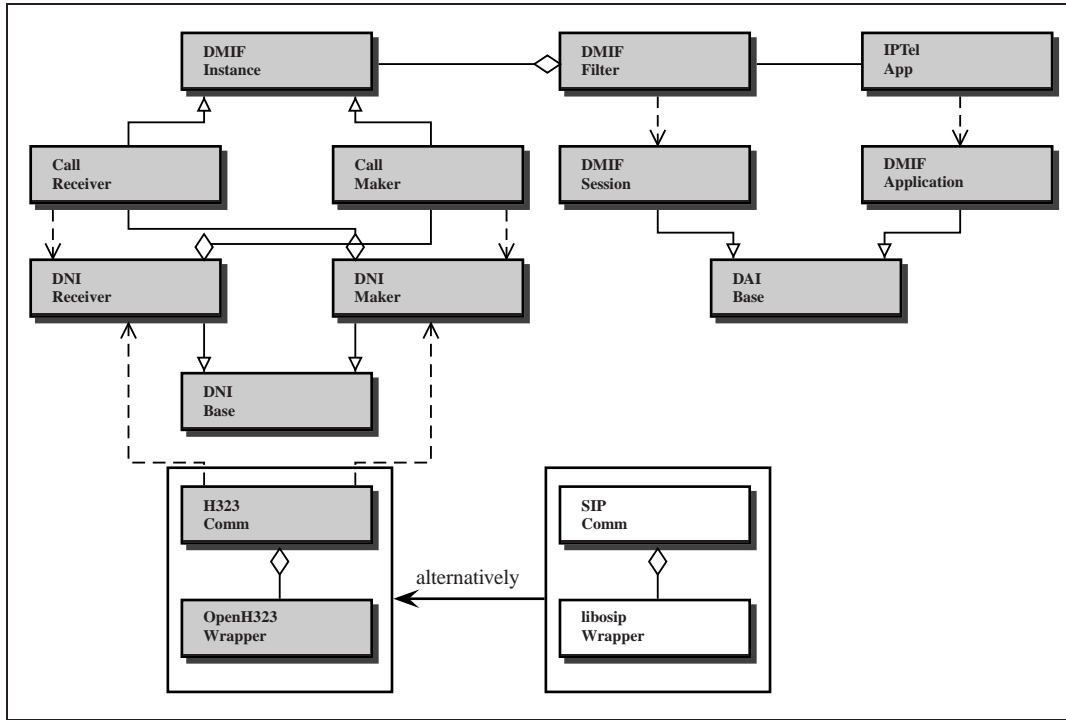 DMIF
Instance
DMIF
Filter
IPTel
App
Call
Receiver
Call
Maker
DMIF
Session
DMIF
Application
DNI
Receiver
DNI
Maker
DAI
Base
DNI
Base
H323
Comm
SIP
Comm
alternatively
OpenH323
Wrapper
libosip
Wrapper